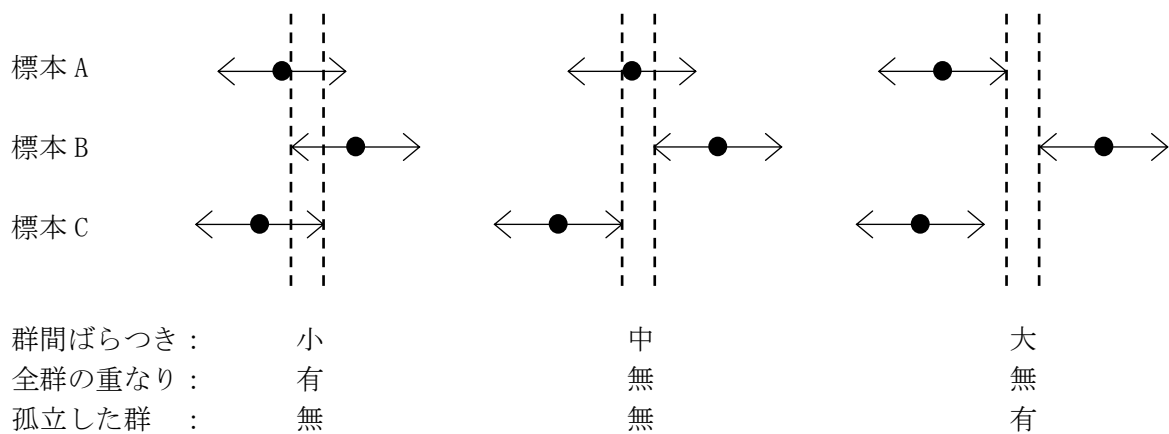 標本 A
標本 B
標本 C
群間ばらつき： 小 中 大
全群の重なり： 有 無 無
孤立した群 ： 無 無 有